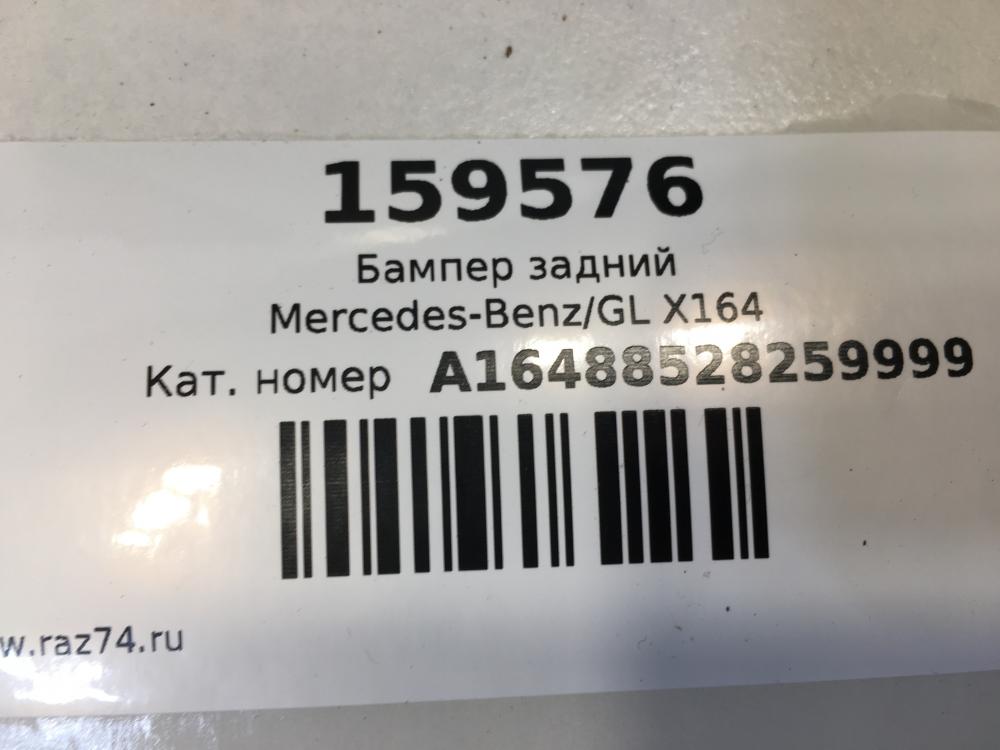 159576
Бампер задний
Mercedes-Benz/GL X164
Кат. номер A16488528259999
w.raz74.ru